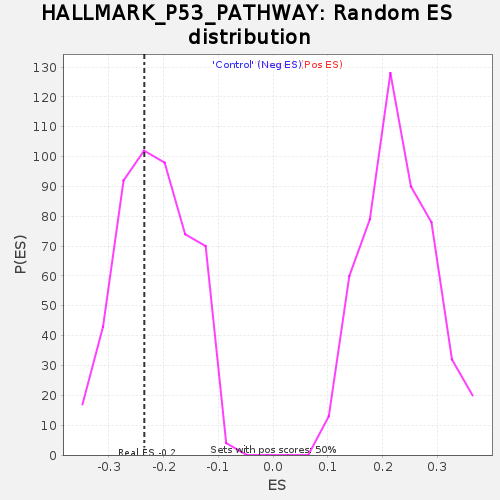 HALLMARK_P53_PATHWAY: Random ES
distribution
'Control' (Neg ES) (Pos ES)
130
120
110
100
90
80
70
60
50
40
30
20
10
0
P(ES)
Real ES -0.2
Sets with pos scores: 50%
-0.3 -0.2 -0.1 0.0 0.1 0.2 0.3
ES